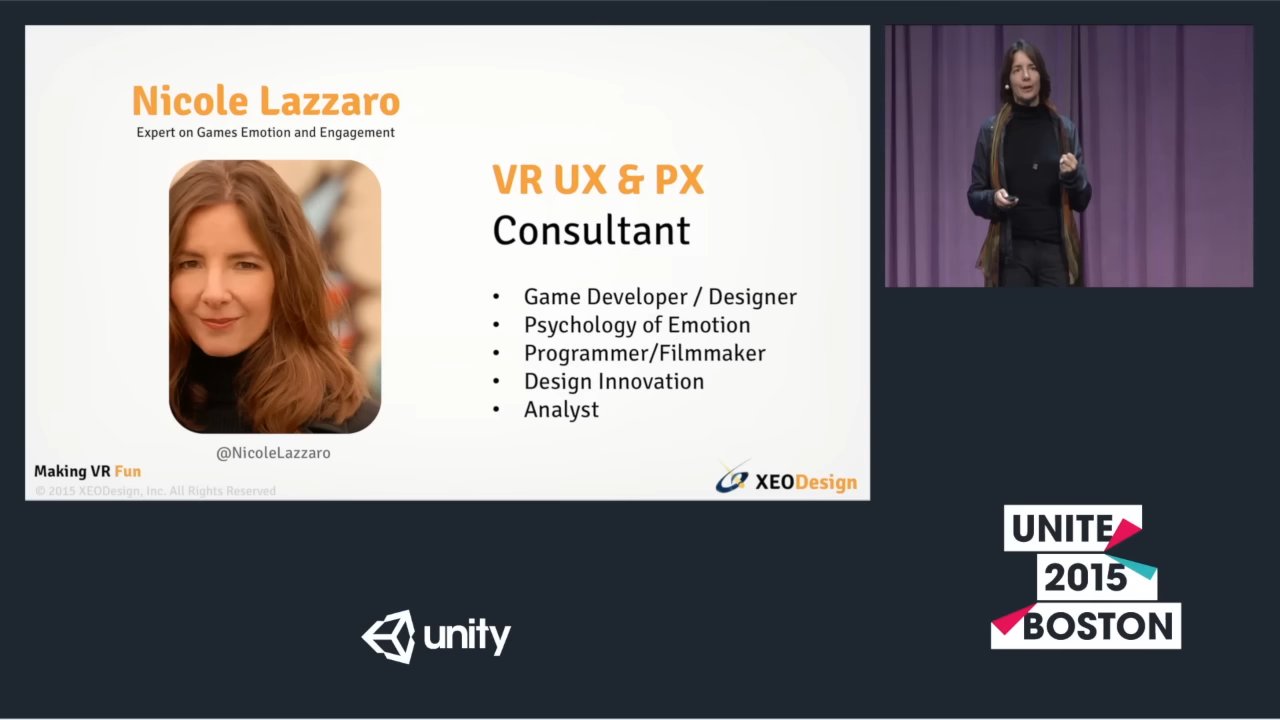 Nicole Lazzaro
Expert on Games Emotion and Engagement
VR UX & PX
Consultant
• Game Developer / Designer
• Psychology of Emotion
• Programmer/Filmmaker
• Design Innovation
• Analyst
@NicoleLazzaro
Making VR Fun
© 2015 XEODesign, Inc. All Rights Reserved
XEODesign
unity
UNITE
2015
BOSTON